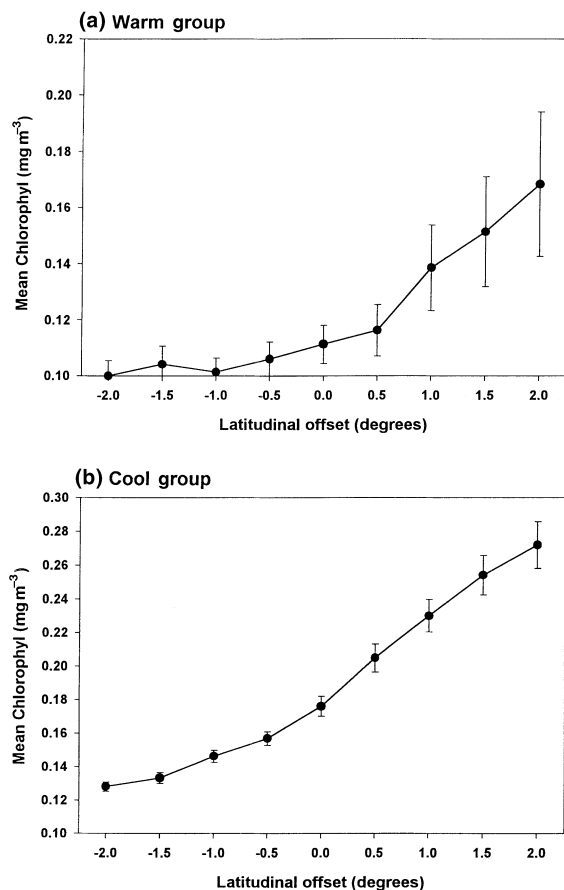 (a) Warm group
Mean Chlorophyl (mg m⁻³)
0.22
0.20
0.18
0.16
0.14
0.12
0.10
-2.0 -1.5 -1.0 -0.5 0.0 0.5 1.0 1.5 2.0
Latitudinal offset (degrees)
(b) Cool group
Mean Chlorophyl (mg m⁻³)
0.30
0.28
0.26
0.24
0.22
0.20
0.18
0.16
0.14
0.12
0.10
-2.0 -1.5 -1.0 -0.5 0.0 0.5 1.0 1.5 2.0
Latitudinal offset (degrees)